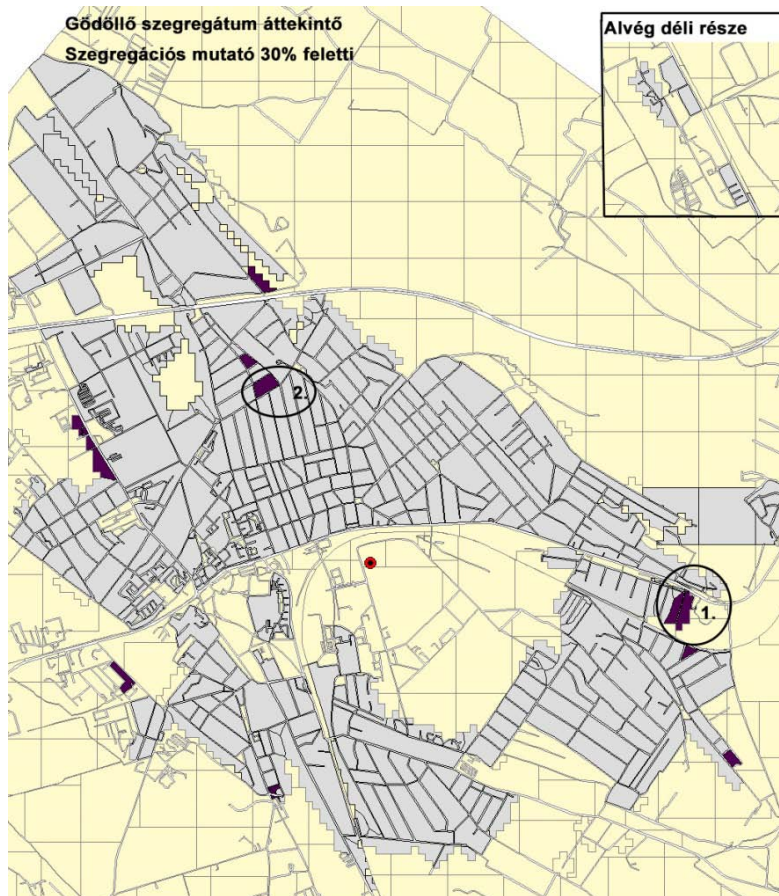 Gödöllő szegregátum áttekintő
Szegregációs mutató 30% feletti
Alvég déli része
2.
1.